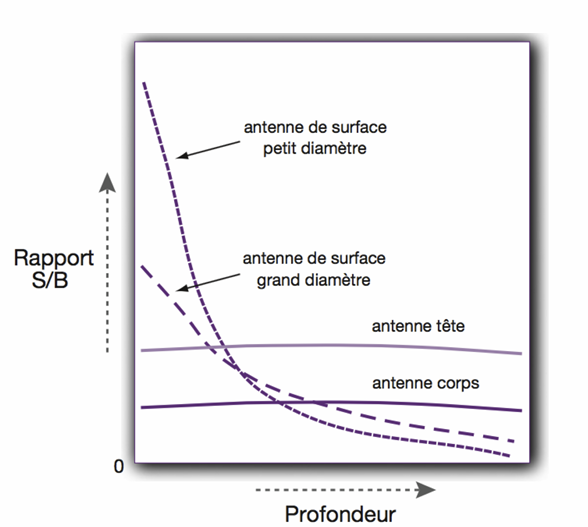 antenne de surface
petit diamètre
antenne de surface
grand diamètre
Rapport
S/B
antenne tête
antenne corps
0
Profondeur